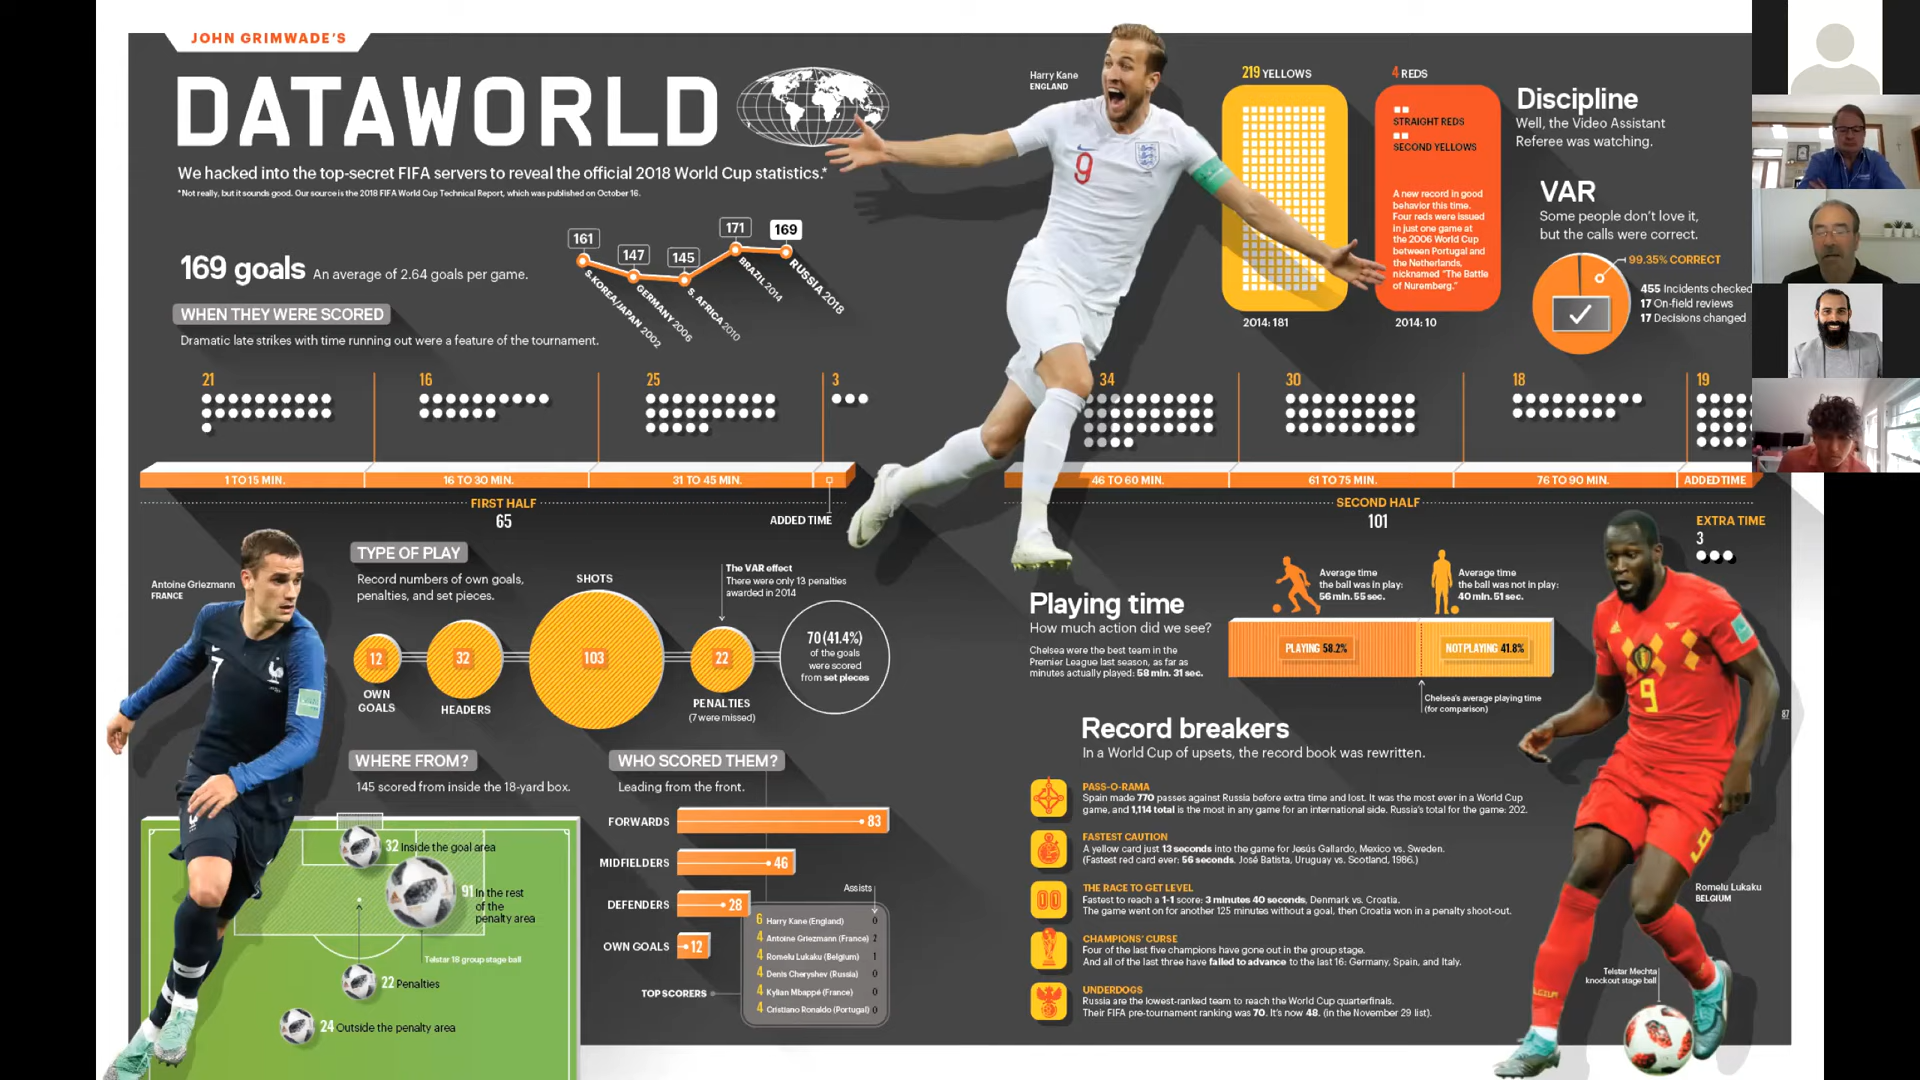 JOHN GRIMWADE'S
DATAWORLD
We hacked into the top-secret FIFA servers to reveal the official 2018 World Cup statistics.*
*Not really, but it sounds good. Our source is the 2018 FIFA World Cup Technical Report, which was published on October 16.
169 goals An average of 2.64 goals per game.
161
147
145
171
169
S.KOREA/JAPAN 2002
GERMANY 2006
S. AFRICA 2010
BRAZIL 2014
RUSSIA 2018
WHEN THEY WERE SCORED
Dramatic late strikes with time running out were a feature of the tournament.
Harry Kane
ENGLAND
9
219 YELLOWS
2014: 181
4 REDS
STRAIGHT REDS
SECOND YELLOWS
A new record in good
behavior this time.
Four reds were issued
in just one game at
the 2006 World Cup
between Portugal and
the Netherlands,
nicknamed "The Battle
of Nuremberg."
2014: 10
Discipline
Well, the Video Assistant
Referee was watching.
VAR
Some people don't love it,
but the calls were correct.
99.35% CORRECT
455 Incidents checked
17 On-field reviews
17 Decisions changed
21
16
25
3
34
30
18
19
1 TO 15 MIN.
16 TO 30 MIN.
31 TO 45 MIN.
46 TO 60 MIN.
61 TO 75 MIN.
76 TO 90 MIN.
ADDED TIME
FIRST HALF
65
ADDED TIME
SECOND HALF
101
EXTRA TIME
3
Antoine Griezmann
FRANCE
7
TYPE OF PLAY
Record numbers of own goals,
penalties, and set pieces.
SHOTS
The VAR effect
There were only 13 penalties
awarded in 2014
12
32
103
22
70 (41.4%)
of the goals
were scored
from set pieces
OWN
GOALS
HEADERS
PENALTIES
(7 were missed)
WHERE FROM?
145 scored from inside the 18-yard box.
32 Inside the goal area
91 In the rest
of the
penalty area
Telstar 18 group stage ball
22 Penalties
24 Outside the penalty area
WHO SCORED THEM?
Leading from the front.
FORWARDS 83
MIDFIELDERS 46
DEFENDERS 28
OWN GOALS 12
TOP SCORERS
Assists
6 Harry Kane (England) 0
4 Antoine Griezmann (France) 2
4 Romelu Lukaku (Belgium) 1
4 Denis Cheryshev (Russia) 0
4 Kylian Mbappé (France) 0
4 Cristiano Ronaldo (Portugal) 0
Playing time
How much action did we see?
Chelsea were the best team in the
Premier League last season, as far as
minutes actually played: 58 min. 31 sec.
Average time
the ball was in play:
56 min. 55 sec.
Average time
the ball was not in play:
40 min. 51 sec.
PLAYING 58.2%
NOT PLAYING 41.8%
Chelsea's average playing time
(for comparison)
Record breakers
In a World Cup of upsets, the record book was rewritten.
PASS-O-RAMA
Spain made 770 passes against Russia before extra time and lost. It was the most ever in a World Cup
game, and 1,114 total is the most in any game for an international side. Russia's total for the game: 202.
FASTEST CAUTION
A yellow card just 13 seconds into the game for Jesús Gallardo, Mexico vs. Sweden.
(Fastest red card ever: 56 seconds. José Batista, Uruguay vs. Scotland, 1986.)
THE RACE TO GET LEVEL
Fastest to reach a 1-1 score: 3 minutes 40 seconds, Denmark vs. Croatia.
The game went on for another 125 minutes without a goal, then Croatia won in a penalty shoot-out.
CHAMPIONS' CURSE
Four of the last five champions have gone out in the group stage.
And all of the last three have failed to advance to the last 16: Germany, Spain, and Italy.
UNDERDOGS
Russia are the lowest-ranked team to reach the World Cup quarterfinals.
Their FIFA pre-tournament ranking was 70. It's now 48. (in the November 29 list).
9
9
Romelu Lukaku
BELGIUM
Telstar Mechta
knockout stage ball
87